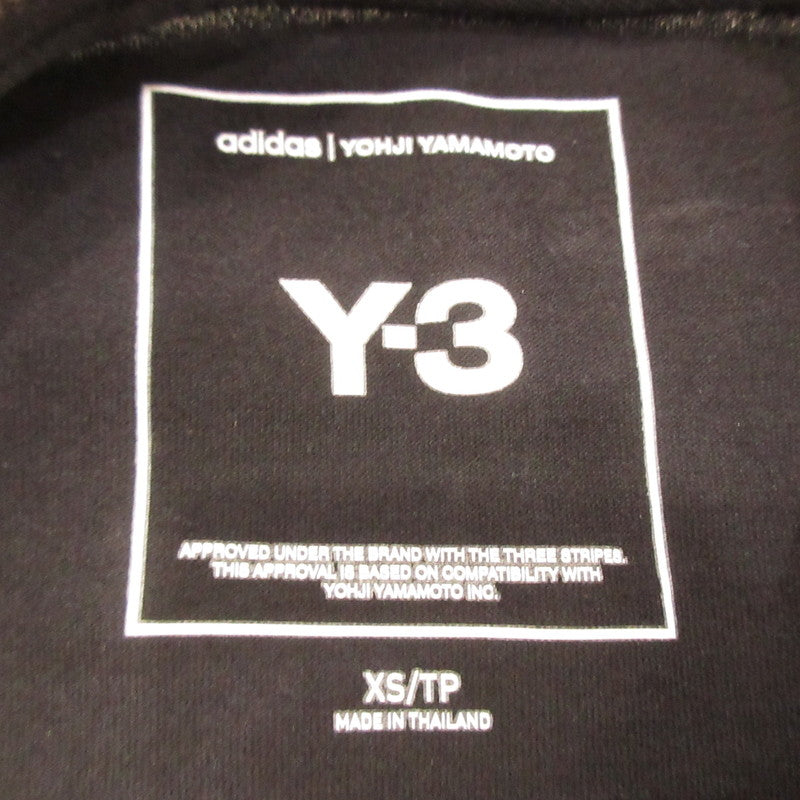 adidas | YOHJI YAMAMOTO
Y-3
APPROVED UNDER THE BRAND WITH THE THREE STRIPES.
THIS APPROVAL IS BASED ON COMPATIBILITY WITH
YOHJI YAMAMOTO INC.
XS/TP
MADE IN THAILAND